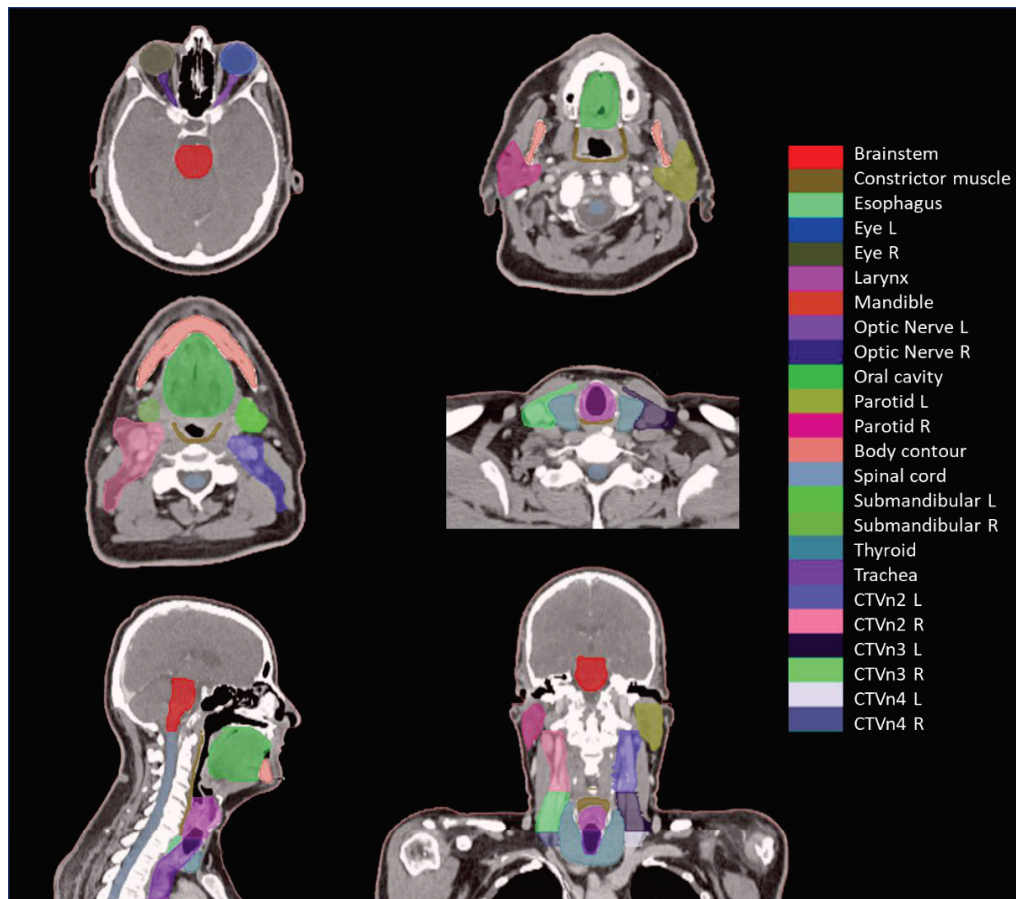 Brainstem
Constrictor muscle
Esophagus
Eye L
Eye R
Larynx
Mandible
Optic Nerve L
Optic Nerve R
Oral cavity
Parotid L
Parotid R
Body contour
Spinal cord
Submandibular L
Submandibular R
Thyroid
Trachea
CTVn2 L
CTVn2 R
CTVn3 L
CTVn3 R
CTVn4 L
CTVn4 R